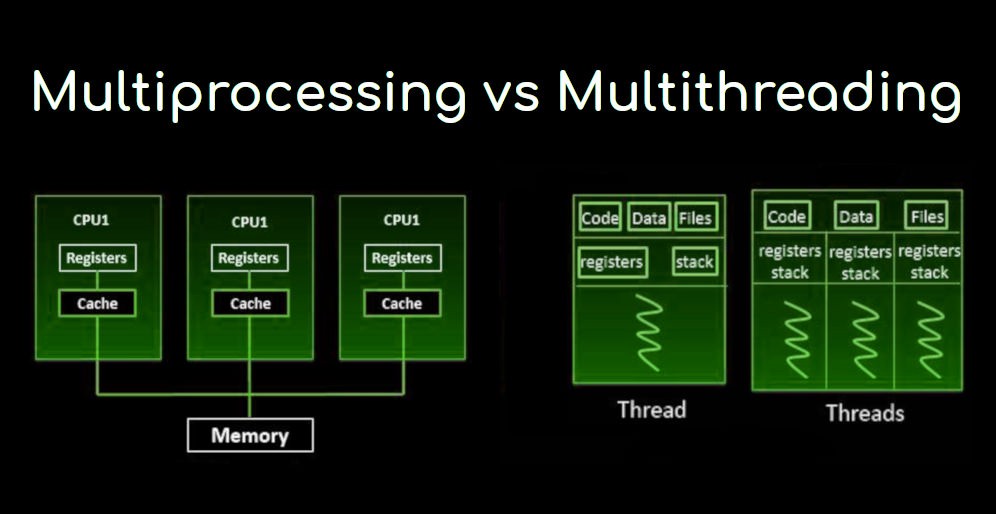 Multiprocessing vs Multithreading
CPU1
Registers
Cache
CPU1
Registers
Cache
CPU1
Registers
Cache
Memory
Code Data Files
registers stack
Thread
Code Data Files
registers registers registers
stack stack stack
Threads